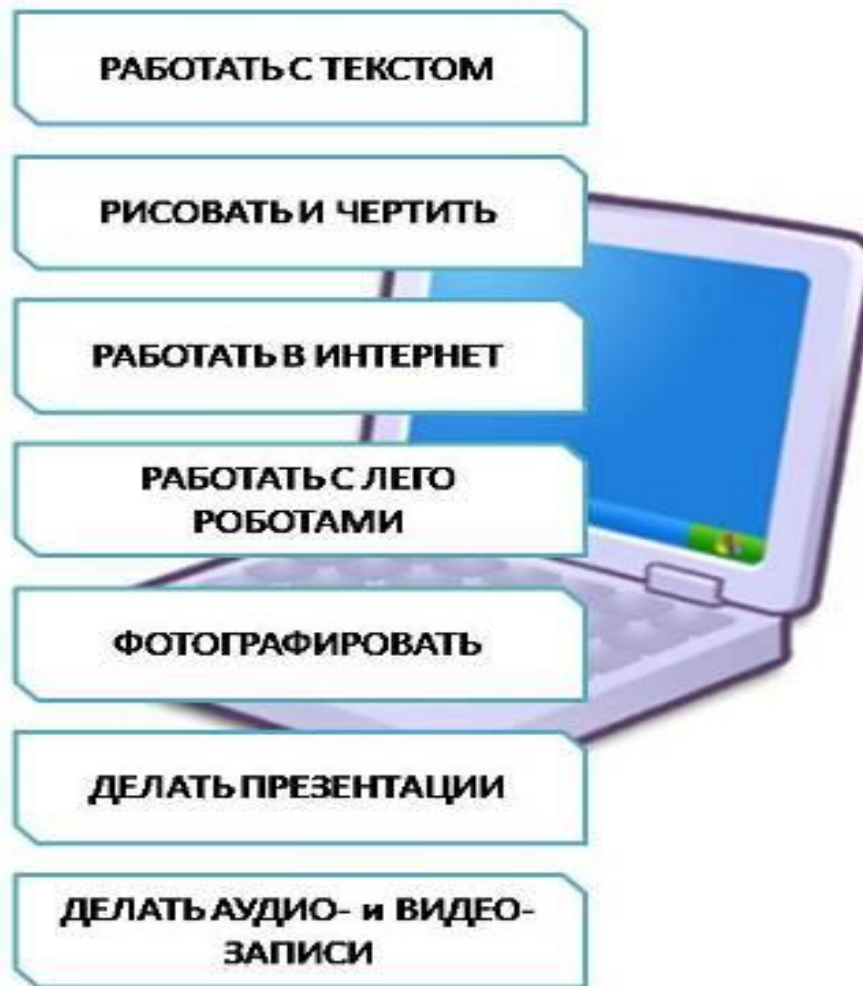 РАБОТАТЬ С ТЕКСТОМ
РИСОВАТЬ И ЧЕРТИТЬ
РАБОТАТЬ В ИНТЕРНЕТ
РАБОТАТЬ С ЛЕГО
РОБОТАМИ
ФОТОГРАФИРОВАТЬ
ДЕЛАТЬ ПРЕЗЕНТАЦИИ
ДЕЛАТЬ АУДИО- и ВИДЕО-
ЗАПИСИ